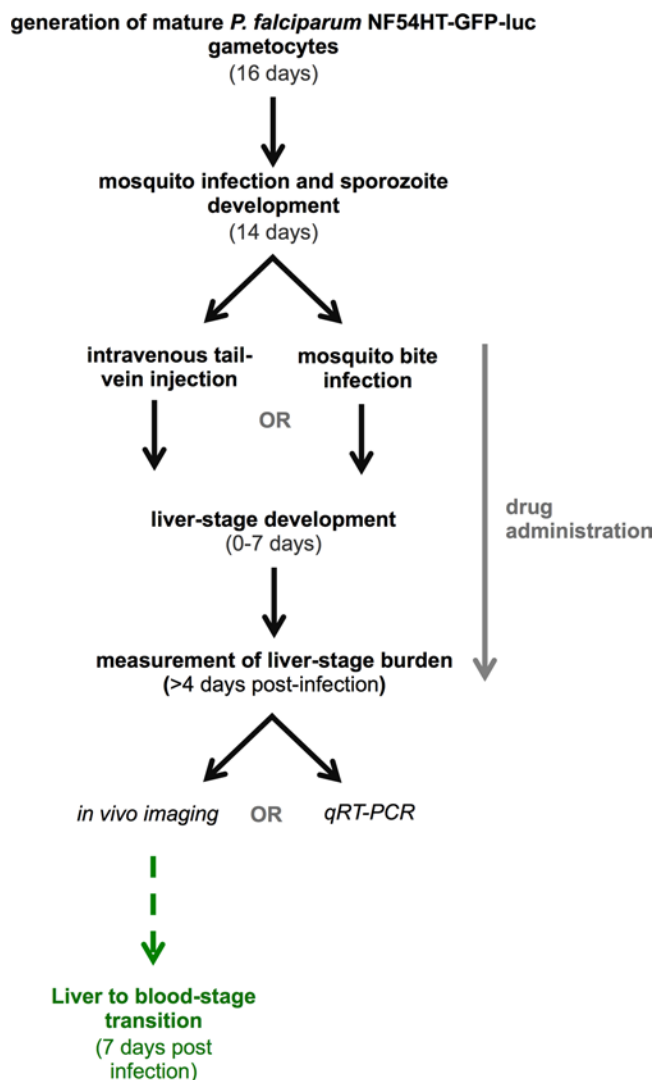 generation of mature P. falciparum NF54HT-GFP-luc
gametocytes
(16 days)
mosquito infection and sporozoite
development
(14 days)
intravenous tail-
vein injection
OR
mosquito bite
infection
drug
administration
liver-stage development
(0-7 days)
measurement of liver-stage burden
(>4 days post-infection)
in vivo imaging
OR
qRT-PCR
Liver to blood-stage
transition
(7 days post
infection)